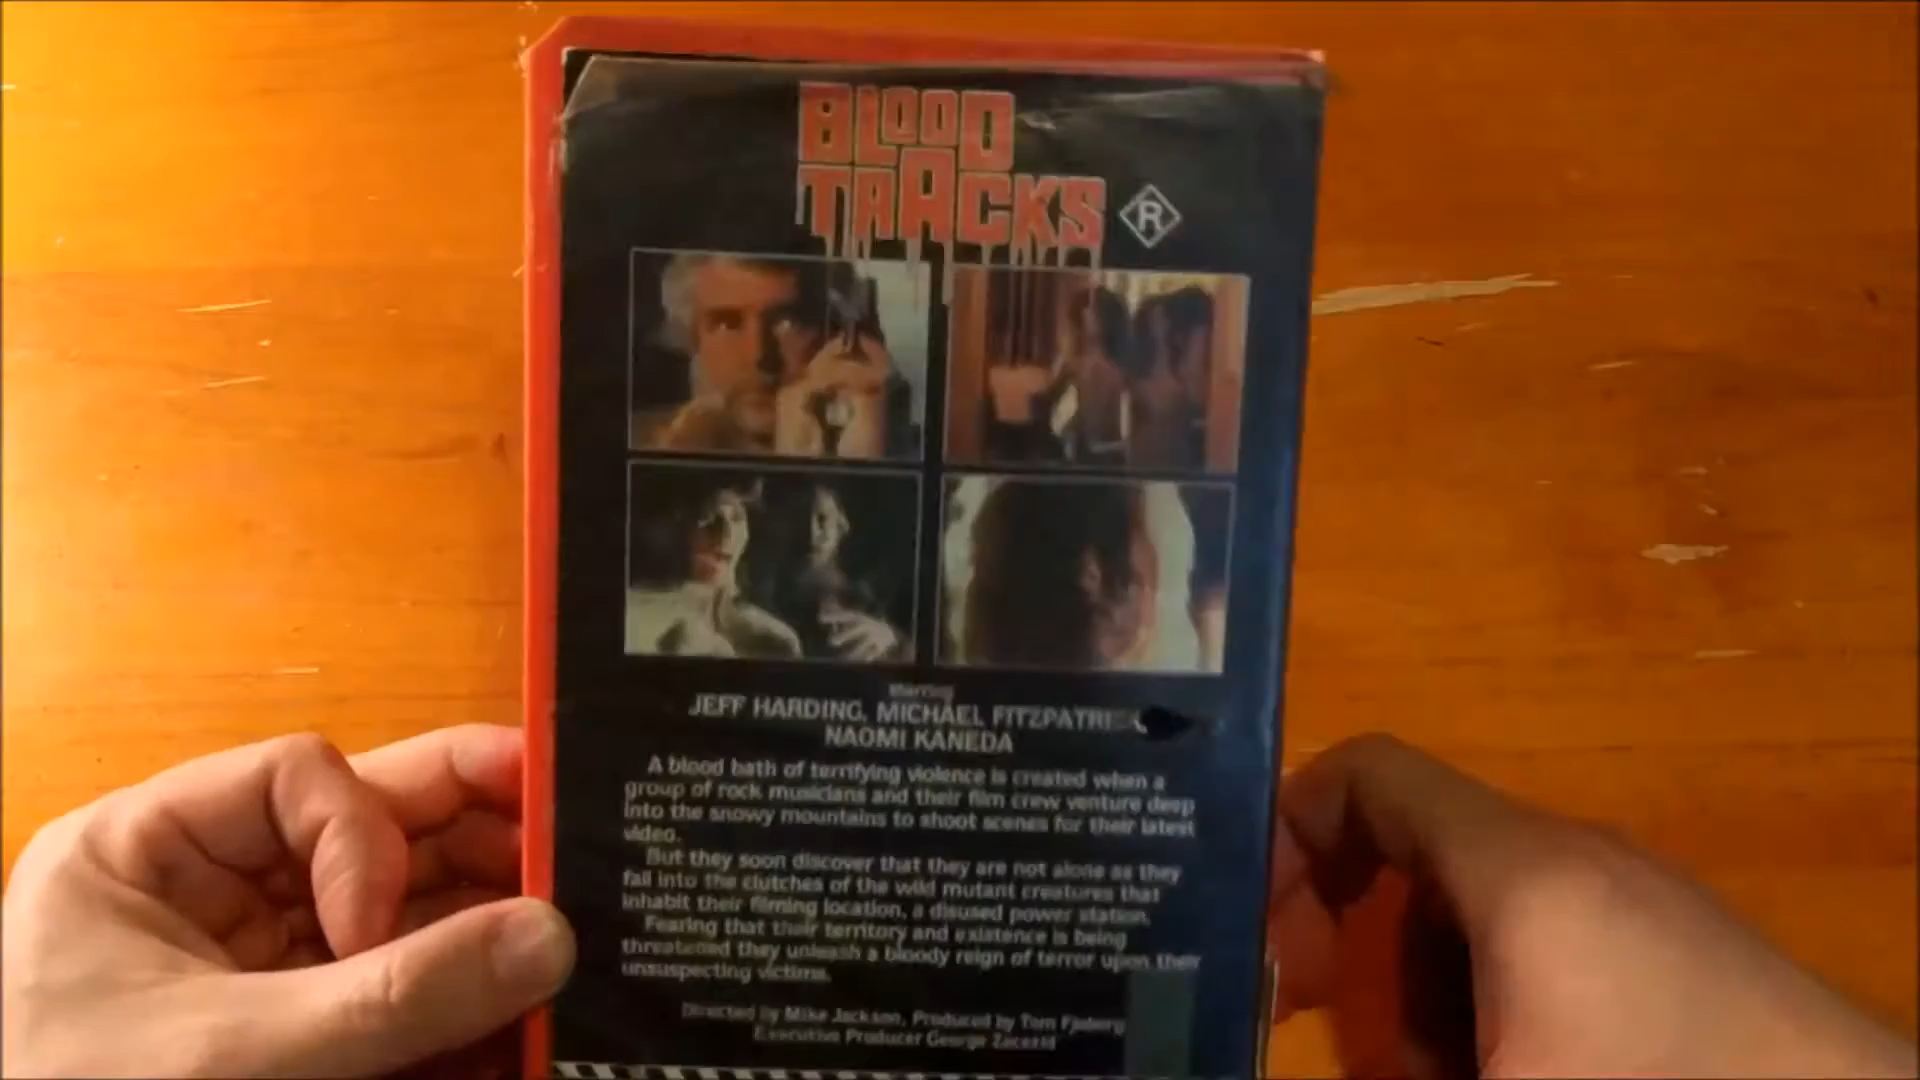 BLOOD
TRACKS
R
Starring
JEFF HARDING, MICHAEL FITZPATRI
NAOMI KANEDA
A blood bath of terrifying violence is created when a
group of rock musicians and their film crew venture deep
into the snowy mountains to shoot scenes for their latest
video.
But they soon discover that they are not alone as they
fall into the clutches of the wild mutant creatures that
inhabit their filming location, a disused power station.
Fearing that their territory and existence is being
threatened they unleash a bloody reign of terror upon their
unsuspecting victims.
Directed by Mike Jackson, Produced by Tom
Executive Producer George